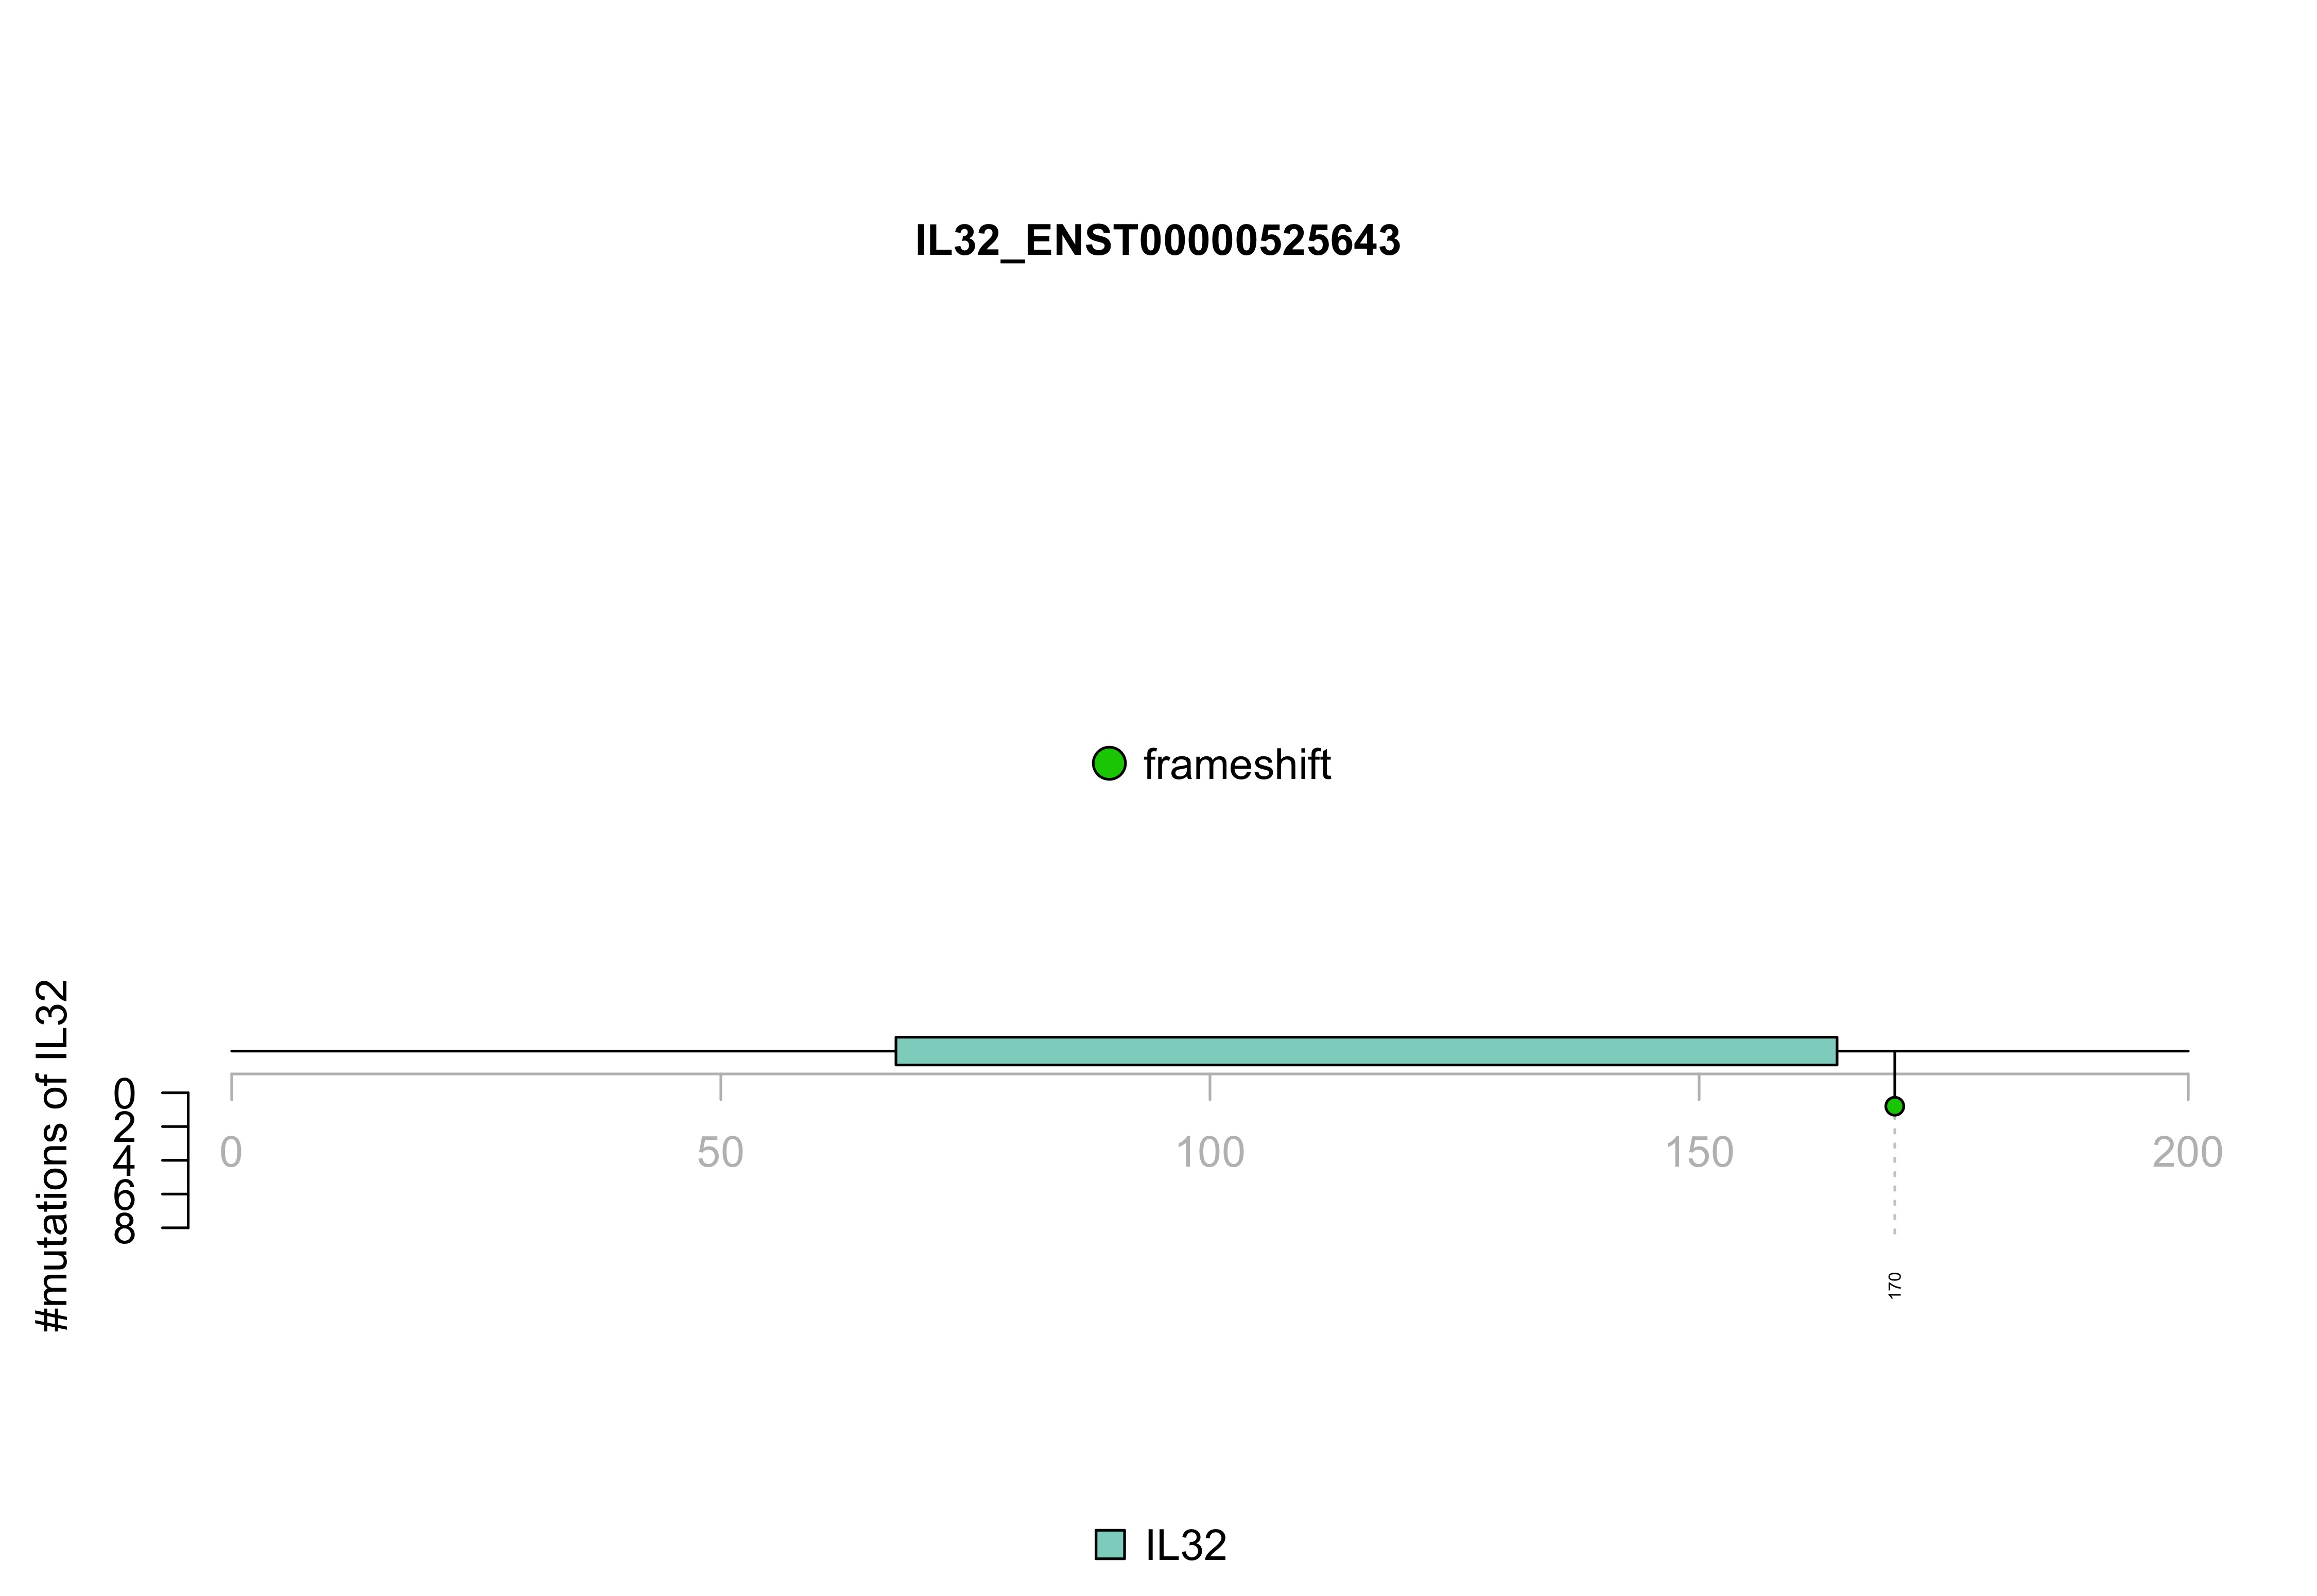 IL32_ENST00000525643
frameshift
#mutations of IL32
0
2
4
6
8
0 50 100 150 200
170
IL32